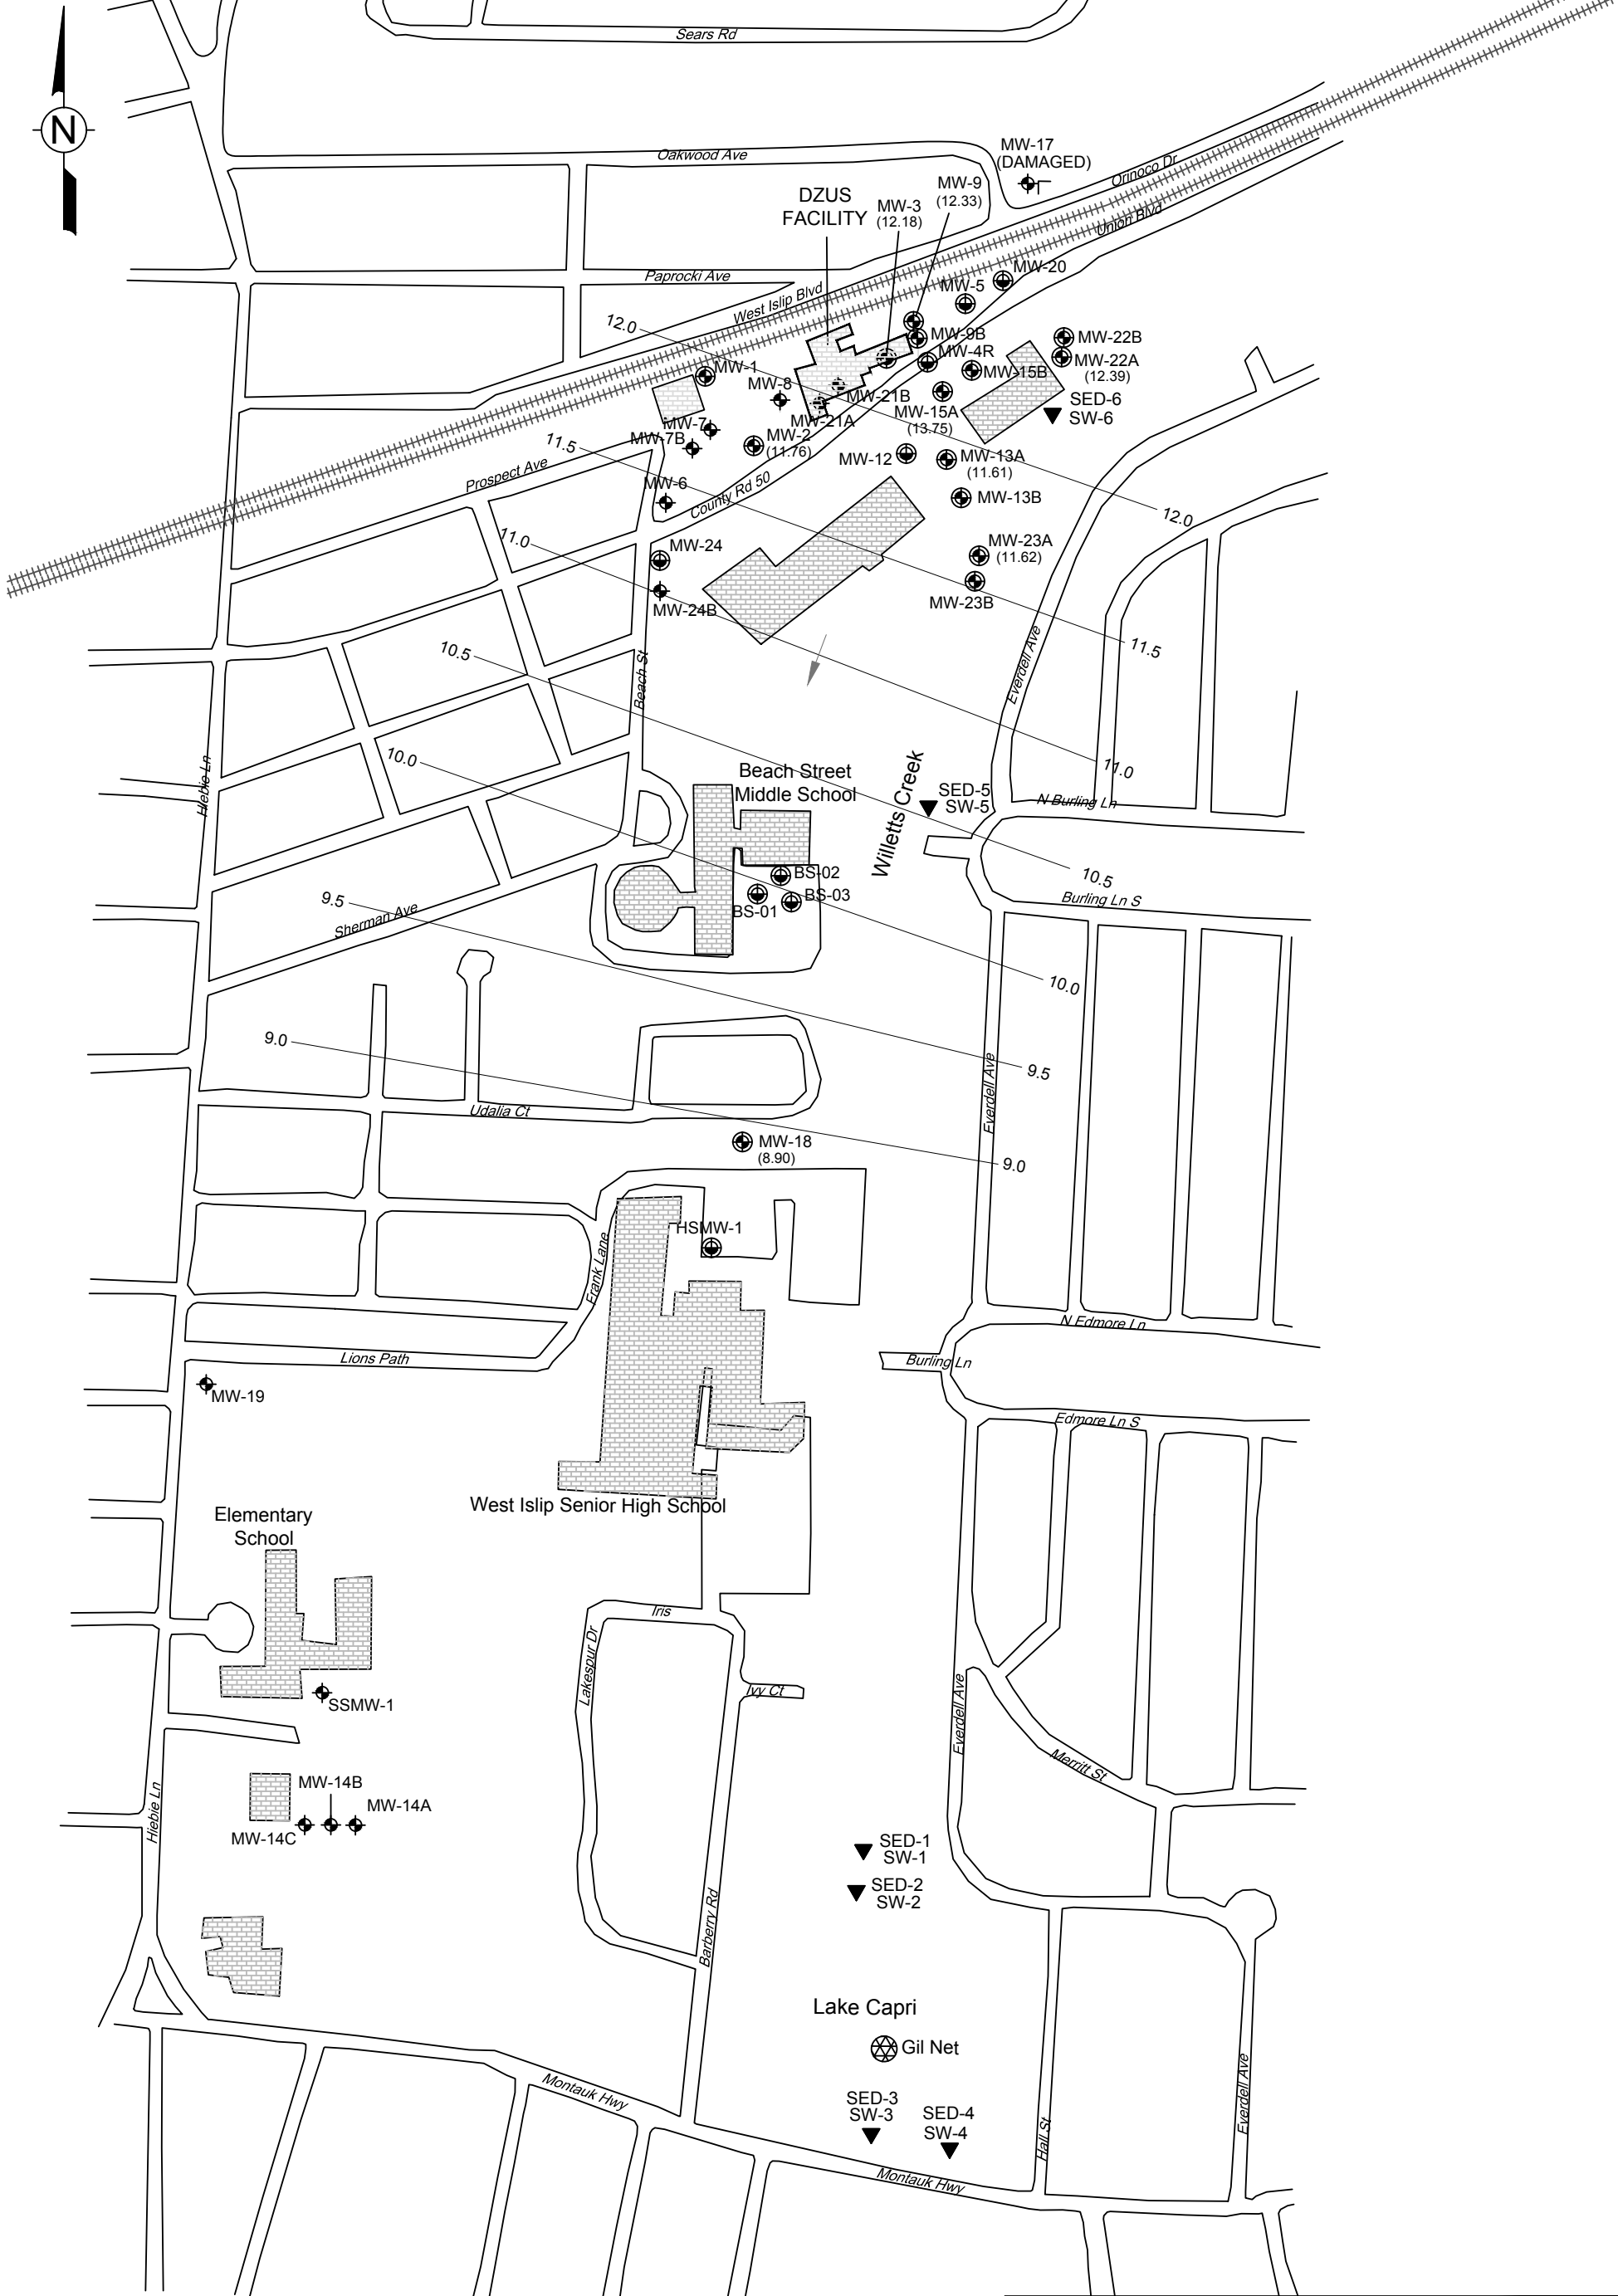 Sears Rd
N
Oakwood Ave
MW-17
(DAMAGED)
Orinoco Dr
DZUS
FACILITY
MW-3
(12.18)
MW-9
(12.33)
Union Blvd
Paprocki Ave
West Islip Blvd
MW-20
MW-5
12.0
MW-9B
MW-22B
MW-4R
MW-22A
(12.39)
MW-1
MW-8
MW-15B
MW-21B
MW-15A
(13.75)
SED-6
SW-6
MW-21A
MW-7
MW-7B
MW-2
(11.76)
11.5
MW-12
MW-13A
(11.61)
Prospect Ave
MW-6
County Rd 50
MW-13B
12.0
11.0
MW-24
MW-23A
(11.62)
MW-24B
MW-23B
10.5
11.5
Beach St
Everdell Ave
10.0
Hiebie Ln
Beach Street
Middle School
Willetts Creek
11.0
SED-5
SW-5
N Burling Ln
BS-02
BS-03
BS-01
10.5
Burling Ln S
9.5
Sherman Ave
10.0
9.0
9.5
Everdell Ave
Udalia Ct
MW-18
(8.90)
9.0
HSMW-1
Frank Lane
N Edmore Ln
Lions Path
Burling Ln
MW-19
Edmore Ln S
West Islip Senior High School
Elementary
School
Iris
Lakespur Dr
Ivy Ct
SSMW-1
Everdell Ave
Merritt St
MW-14B
MW-14A
MW-14C
Hiebie Ln
SED-1
SW-1
SED-2
SW-2
Barberry Rd
Lake Capri
Gil Net
Montauk Hwy
SED-3
SW-3
SED-4
SW-4
Hall St
Everdell Ave
Montauk Hwy